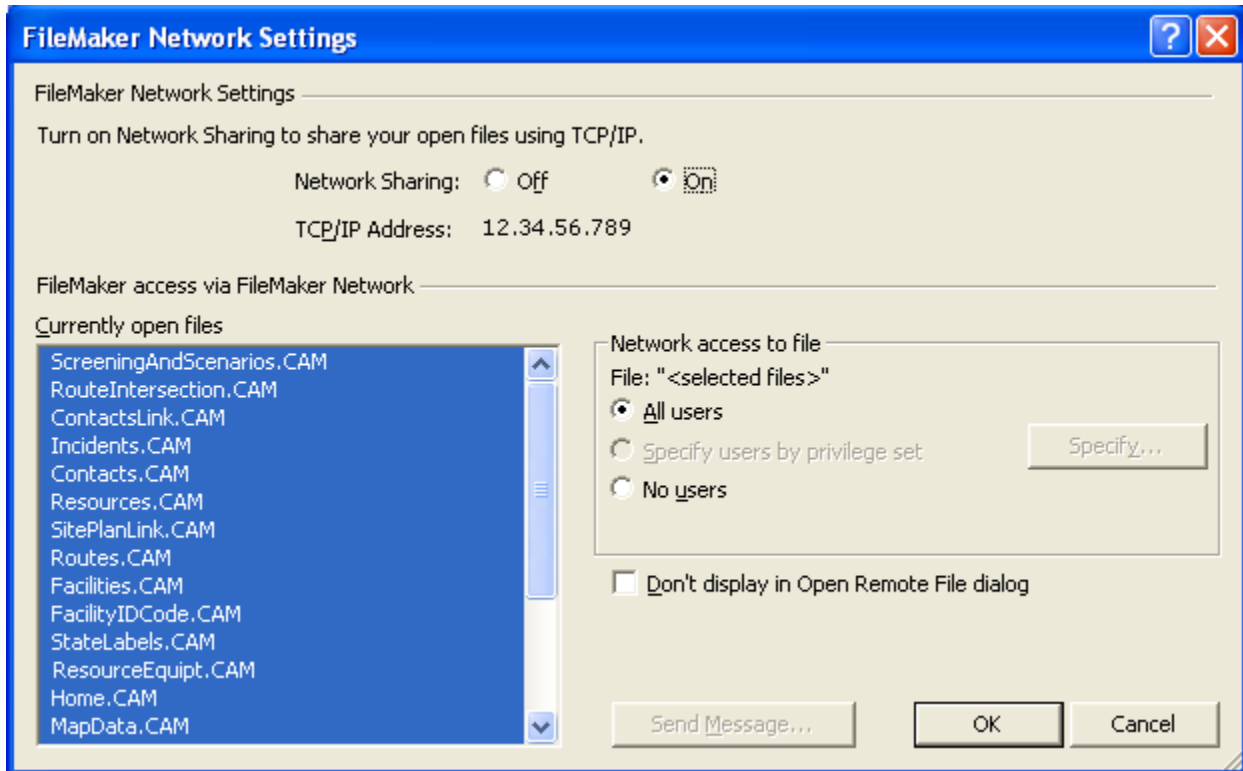 FileMaker Network Settings
FileMaker Network Settings
Turn on Network Sharing to share your open files using TCP/IP.
Network Sharing: Off On
TCP/IP Address: 12.34.56.789
FileMaker access via FileMaker Network
Currently open files
ScreeningAndScenarios.CAM
RouteIntersection.CAM
ContactsLink.CAM
Incidents.CAM
Contacts.CAM
Resources.CAM
SitePlanLink.CAM
Routes.CAM
Facilities.CAM
FacilityIDCode.CAM
StateLabels.CAM
ResourceEquipt.CAM
Home.CAM
MapData.CAM
Network access to file
File: "<selected files>"
All users
Specify users by privilege set
Specify...
No users
Don't display in Open Remote File dialog
Send Message...
OK
Cancel